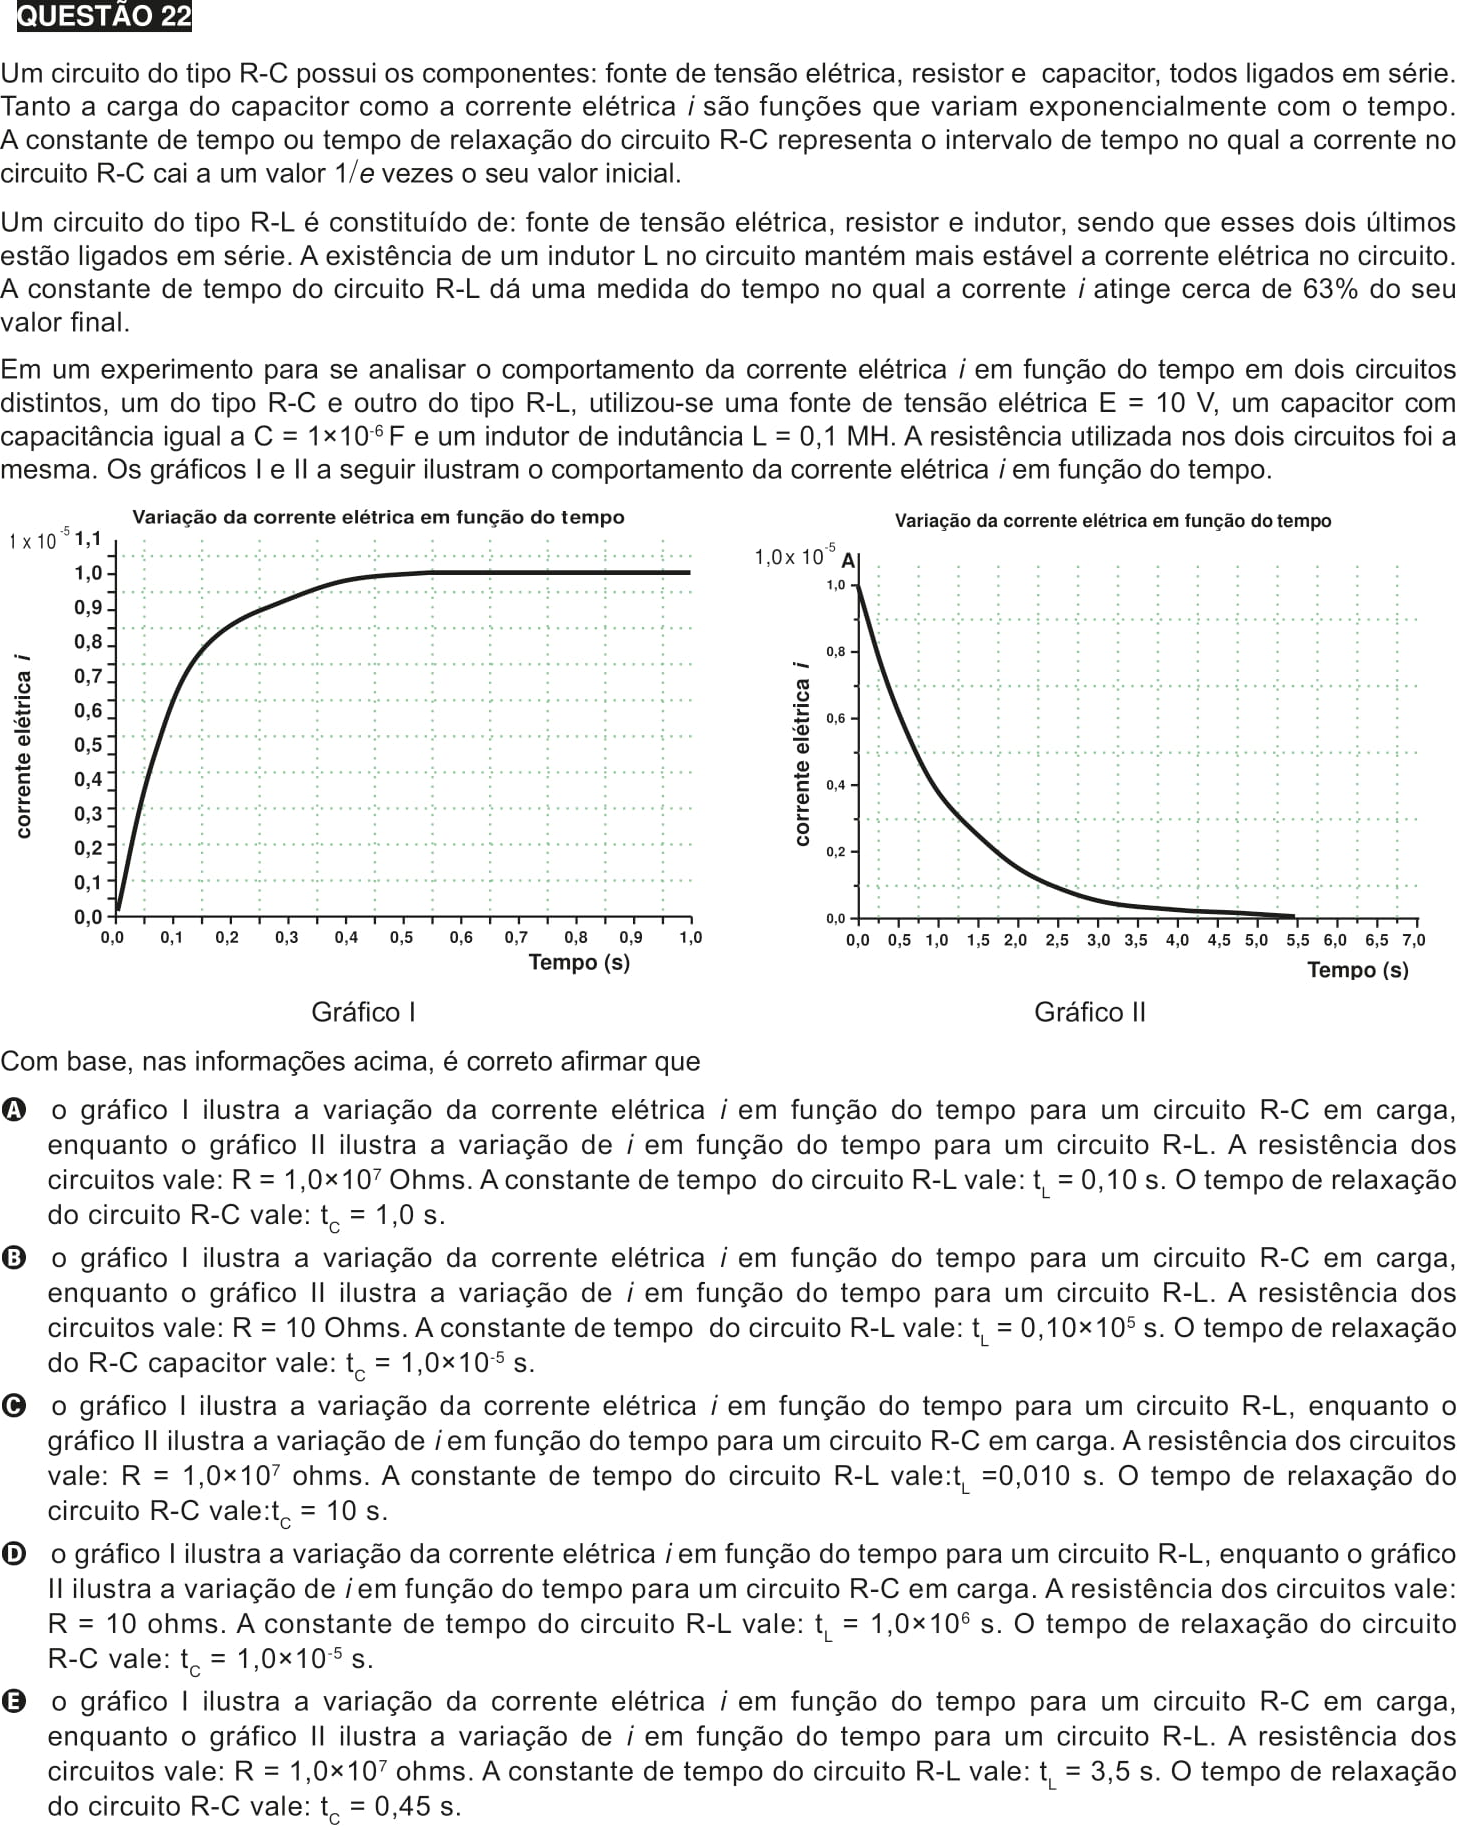 QUESTÃO 22
Um circuito do tipo R-C possui os componentes: fonte de tensão elétrica, resistor e capacitor, todos ligados em série.
Tanto a carga do capacitor como a corrente elétrica i são funções que variam exponencialmente com o tempo.
A constante de tempo ou tempo de relaxação do circuito R-C representa o intervalo de tempo no qual a corrente no
circuito R-C cai a um valor 1/e vezes o seu valor inicial.
Um circuito do tipo R-L é constituído de: fonte de tensão elétrica, resistor e indutor, sendo que esses dois últimos
estão ligados em série. A existência de um indutor L no circuito mantém mais estável a corrente elétrica no circuito.
A constante de tempo do circuito R-L dá uma medida do tempo no qual a corrente i atinge cerca de 63% do seu
valor final.
Em um experimento para se analisar o comportamento da corrente elétrica i em função do tempo em dois circuitos
distintos, um do tipo R-C e outro do tipo R-L, utilizou-se uma fonte de tensão elétrica E = 10 V, um capacitor com
capacitância igual a C = 1×10⁻⁶ F e um indutor de indutância L = 0,1 MH. A resistência utilizada nos dois circuitos foi a
mesma. Os gráficos I e II a seguir ilustram o comportamento da corrente elétrica i em função do tempo.
Variação da corrente elétrica em função do tempo
1 x 10⁻⁵ 1,1
1,0
0,9
0,8
0,7
0,6
0,5
0,4
0,3
0,2
0,1
0,0
corrente elétrica i
0,0 0,1 0,2 0,3 0,4 0,5 0,6 0,7 0,8 0,9 1,0
Tempo (s)
Gráfico I
Variação da corrente elétrica em função do tempo
1,0 x 10⁻⁵ A
1,0
0,8
0,6
0,4
0,2
0,0
corrente elétrica i
0,0 0,5 1,0 1,5 2,0 2,5 3,0 3,5 4,0 4,5 5,0 5,5 6,0 6,5 7,0
Tempo (s)
Gráfico II
Com base, nas informações acima, é correto afirmar que
A o gráfico I ilustra a variação da corrente elétrica i em função do tempo para um circuito R-C em carga,
enquanto o gráfico II ilustra a variação de i em função do tempo para um circuito R-L. A resistência dos
circuitos vale: R = 1,0×10⁷ Ohms. A constante de tempo do circuito R-L vale: t_L = 0,10 s. O tempo de relaxação
do circuito R-C vale: t_C = 1,0 s.
B o gráfico I ilustra a variação da corrente elétrica i em função do tempo para um circuito R-C em carga,
enquanto o gráfico II ilustra a variação de i em função do tempo para um circuito R-L. A resistência dos
circuitos vale: R = 10 Ohms. A constante de tempo do circuito R-L vale: t_L = 0,10×10⁵ s. O tempo de relaxação
do R-C capacitor vale: t_C = 1,0×10⁻⁵ s.
C o gráfico I ilustra a variação da corrente elétrica i em função do tempo para um circuito R-L, enquanto o
gráfico II ilustra a variação de i em função do tempo para um circuito R-C em carga. A resistência dos circuitos
vale: R = 1,0×10⁷ ohms. A constante de tempo do circuito R-L vale:t_L =0,010 s. O tempo de relaxação do
circuito R-C vale:t_C = 10 s.
D o gráfico I ilustra a variação da corrente elétrica i em função do tempo para um circuito R-L, enquanto o gráfico
II ilustra a variação de i em função do tempo para um circuito R-C em carga. A resistência dos circuitos vale:
R = 10 ohms. A constante de tempo do circuito R-L vale: t_L = 1,0×10⁶ s. O tempo de relaxação do circuito
R-C vale: t_C = 1,0×10⁻⁵ s.
E o gráfico I ilustra a variação da corrente elétrica i em função do tempo para um circuito R-C em carga,
enquanto o gráfico II ilustra a variação de i em função do tempo para um circuito R-L. A resistência dos
circuitos vale: R = 1,0×10⁷ ohms. A constante de tempo do circuito R-L vale: t_L = 3,5 s. O tempo de relaxação
do circuito R-C vale: t_C = 0,45 s.